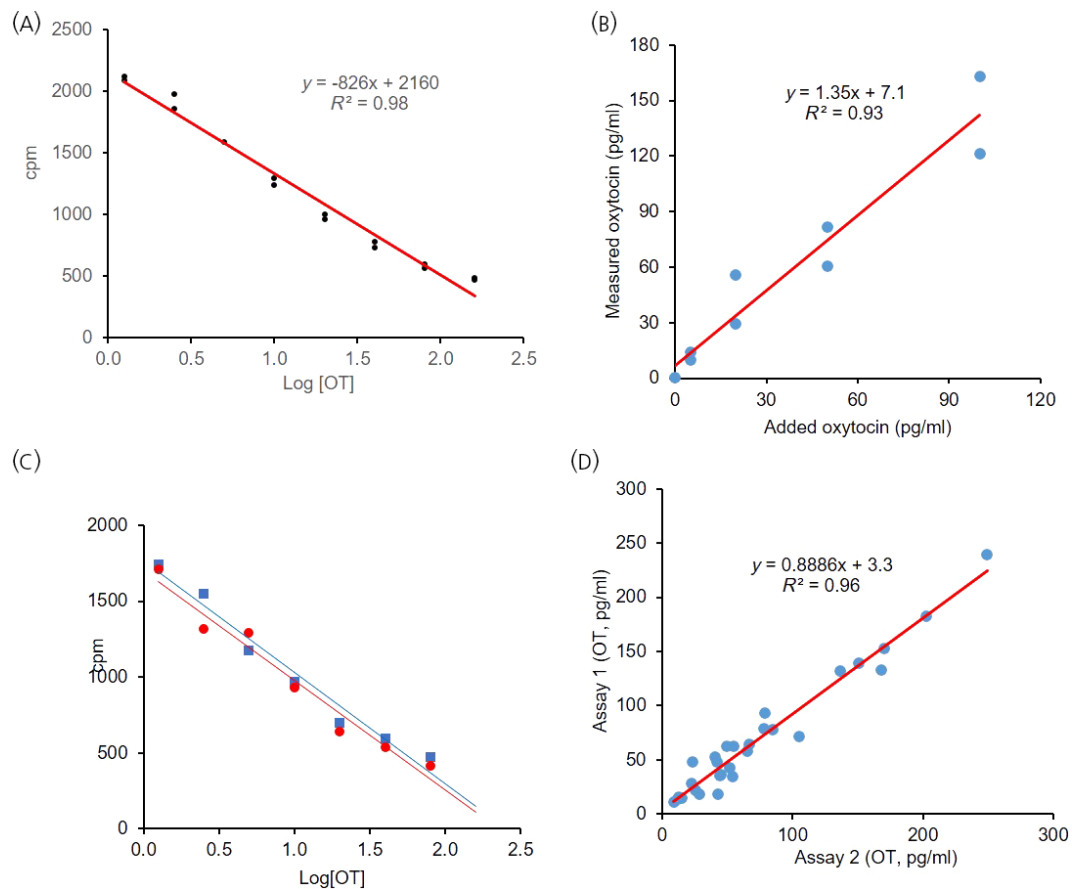 (A)
2500
2000
1500
1000
500
0
cpm
y = -826x + 2160
R² = 0.98
0.0 0.5 1.0 1.5 2.0 2.5
Log [OT]
(B)
180
150
120
90
60
30
0
Measured oxytocin (pg/ml)
y = 1.35x + 7.1
R² = 0.93
0 30 60 90 120
Added oxytocin (pg/ml)
(C)
2000
1500
1000
500
0
cpm
0.0 0.5 1.0 1.5 2.0 2.5
Log[OT]
(D)
300
250
200
150
100
50
0
Assay 1 (OT, pg/ml)
y = 0.8886x + 3.3
R² = 0.96
0 100 200 300
Assay 2 (OT, pg/ml)